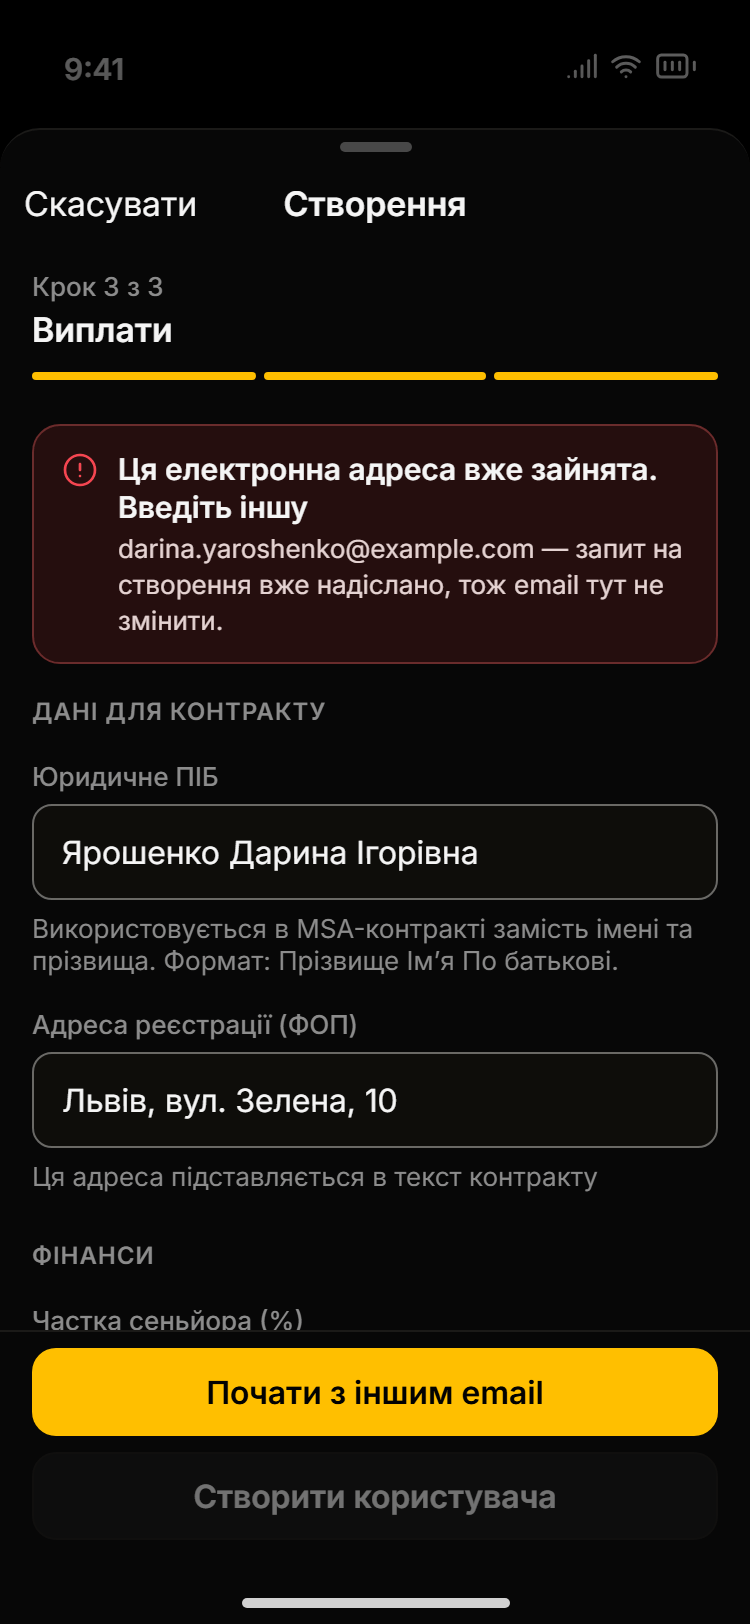 9:41
Скасувати
Створення
Крок 3 з 3
Виплати
Ця електронна адреса вже зайнята.
Введіть іншу
darina.yaroshenko@example.com — запит на
створення вже надіслано, тож email тут не
змінити.
ДАНІ ДЛЯ КОНТРАКТУ
Юридичне ПІБ
Ярошенко Дарина Ігорівна
Використовується в MSA-контракті замість імені та
прізвища. Формат: Прізвище Ім’я По батькові.
Адреса реєстрації (ФОП)
Львів, вул. Зелена, 10
Ця адреса підставляється в текст контракту
ФІНАНСИ
Частка сеньйора (%)
Почати з іншим email
Створити користувача